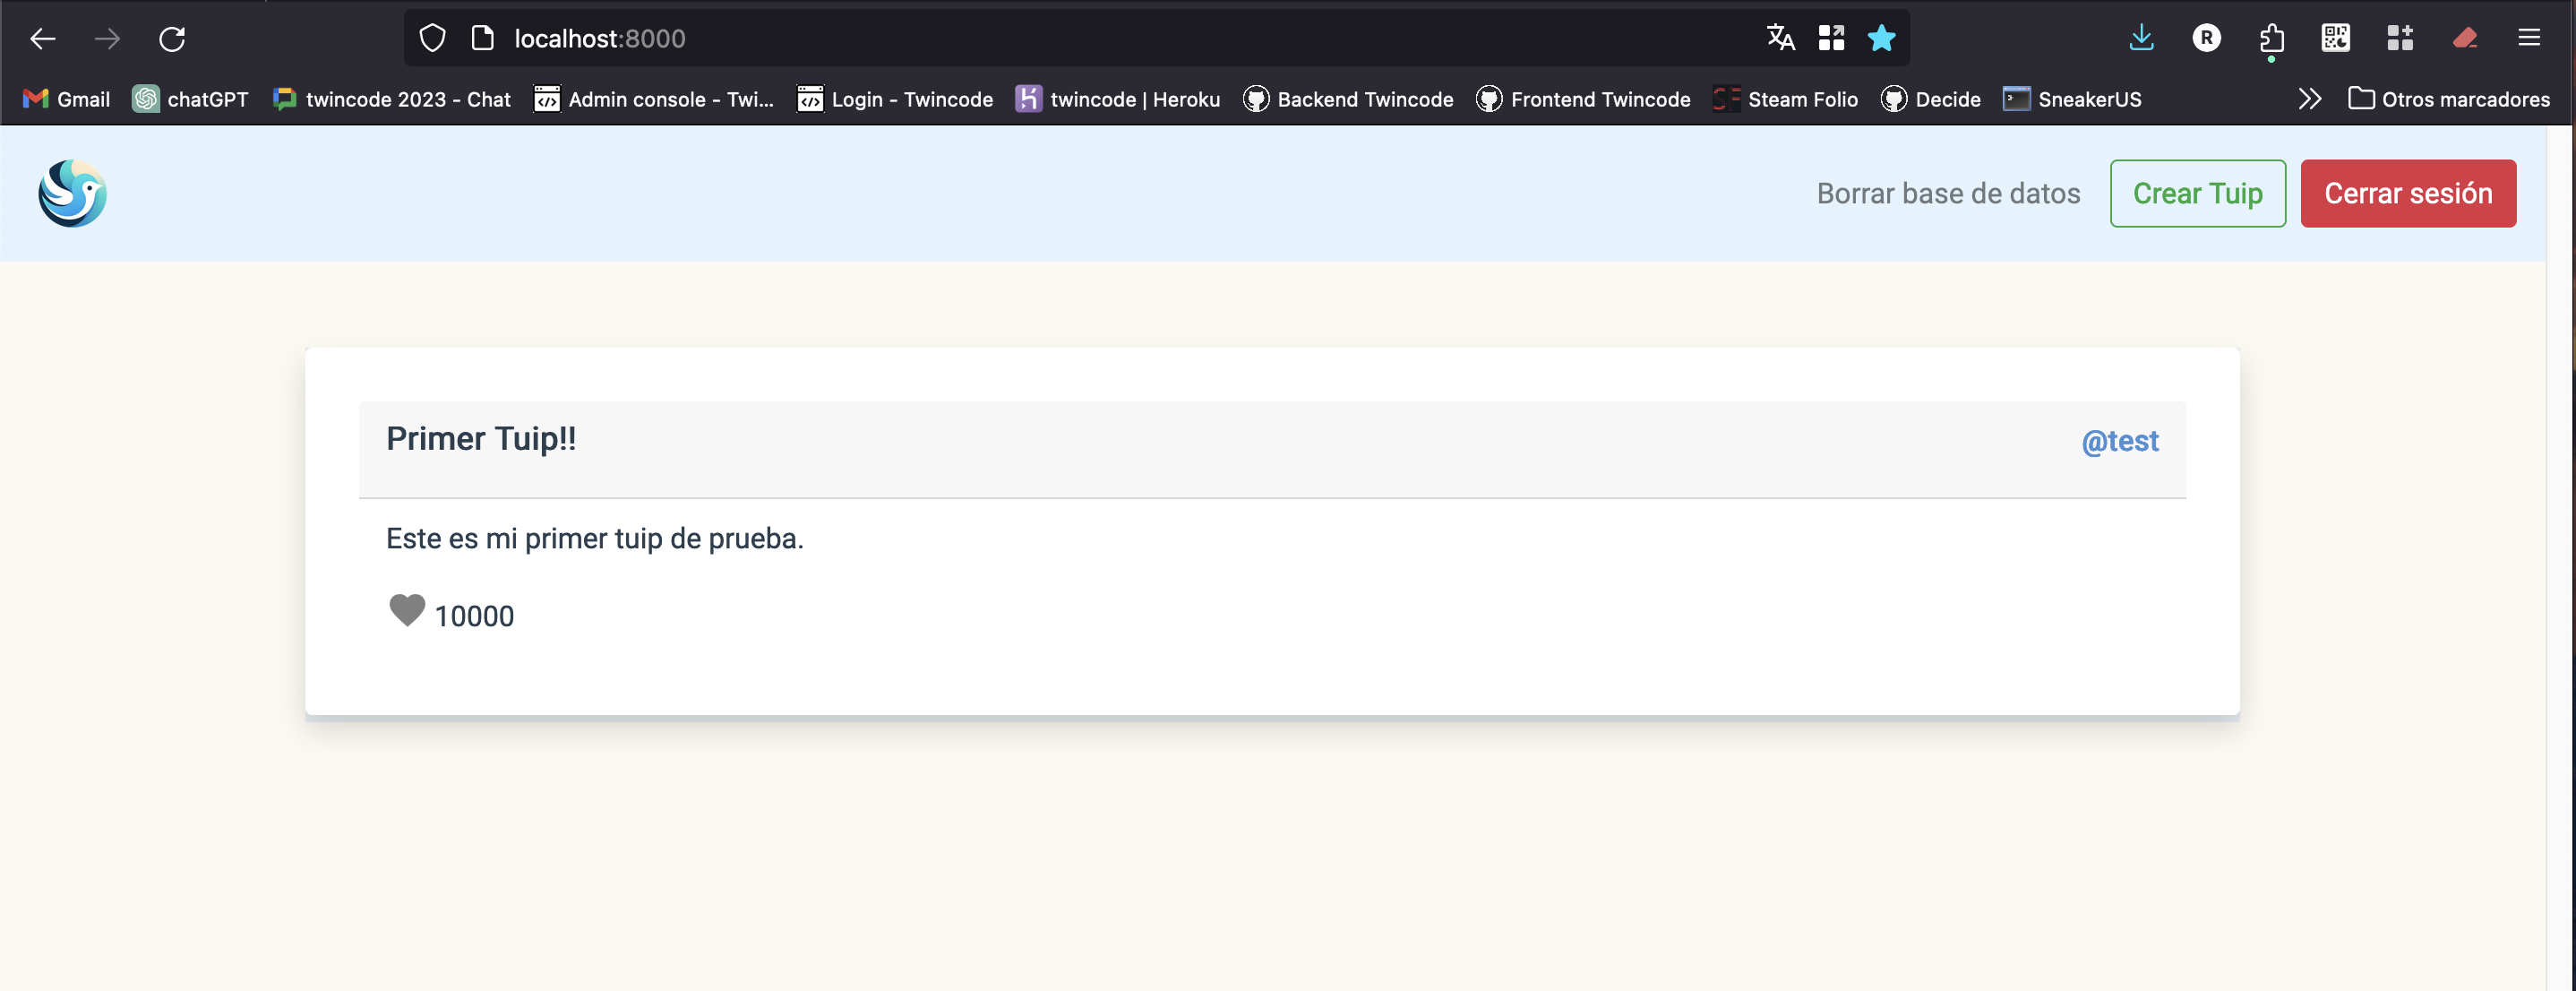 localhost:8000
Gmail chatGPT twincode 2023 - Chat Admin console - Twi... Login - Twincode twincode | Heroku Backend Twincode Frontend Twincode SF Steam Folio Decide SneakerUS Otros marcadores
Borrar base de datos Crear Tuip Cerrar sesión
Primer Tuip!! @test
Este es mi primer tuip de prueba.
10000